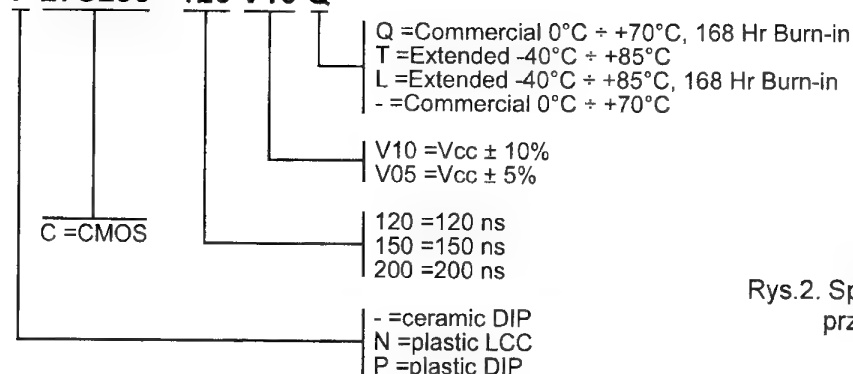 Q =Commercial 0°C ÷ +70°C, 168 Hr Burn-in
T =Extended -40°C ÷ +85°C
L =Extended -40°C ÷ +85°C, 168 Hr Burn-in
- =Commercial 0°C ÷ +70°C
V10 =Vcc ± 10%
V05 =Vcc ± 5%
C =CMOS
120 =120 ns
150 =150 ns
200 =200 ns
Rys.2. Sp
prz
- =ceramic DIP
N =plastic LCC
P =plastic DIP